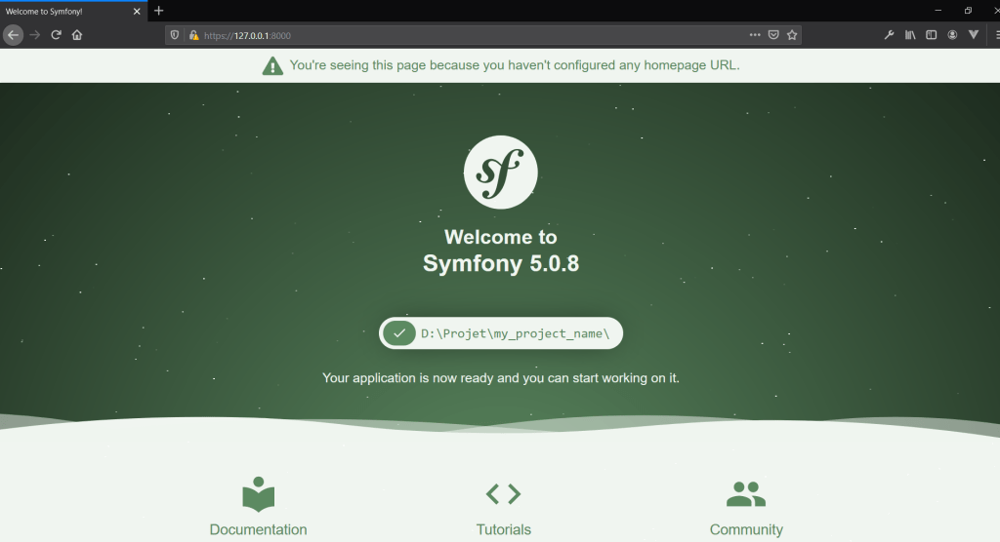 Welcome to Symfony!
https://127.0.0.1:8000
You're seeing this page because you haven't configured any homepage URL.
sf
Welcome to
Symfony 5.0.8
D:\Projet\my_project_name\
Your application is now ready and you can start working on it.
Documentation
Tutorials
Community